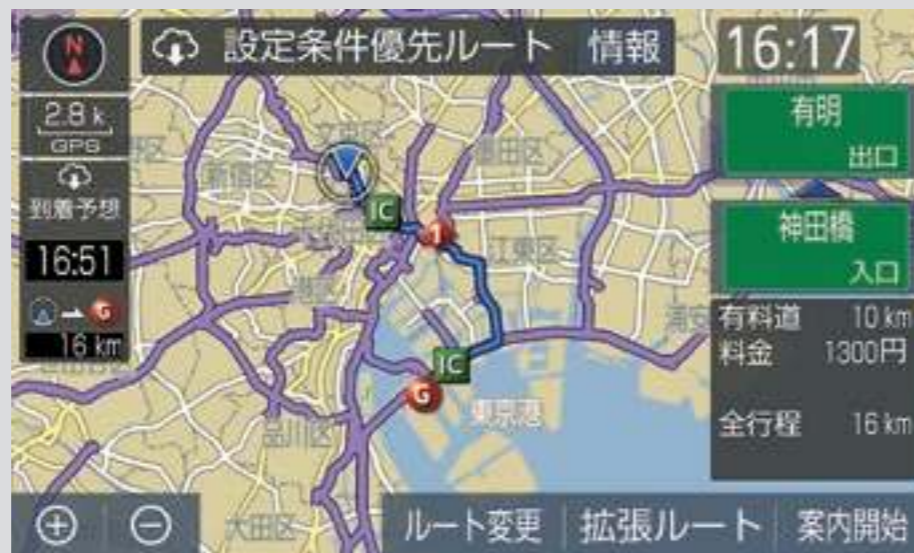 N
設定条件優先ルート 情報
16:17
2.8 k
GPS
到着予想
16:51
G
16 km
有明
出口
神田橋
入口
有料道 10 km
料金 1300円
全行程 16 km
文京区
墨田区
新宿区
IC
1
江東区
港区
浦安
IC
G
東京港
品川区
大田区
ルート変更
拡張ルート
案内開始